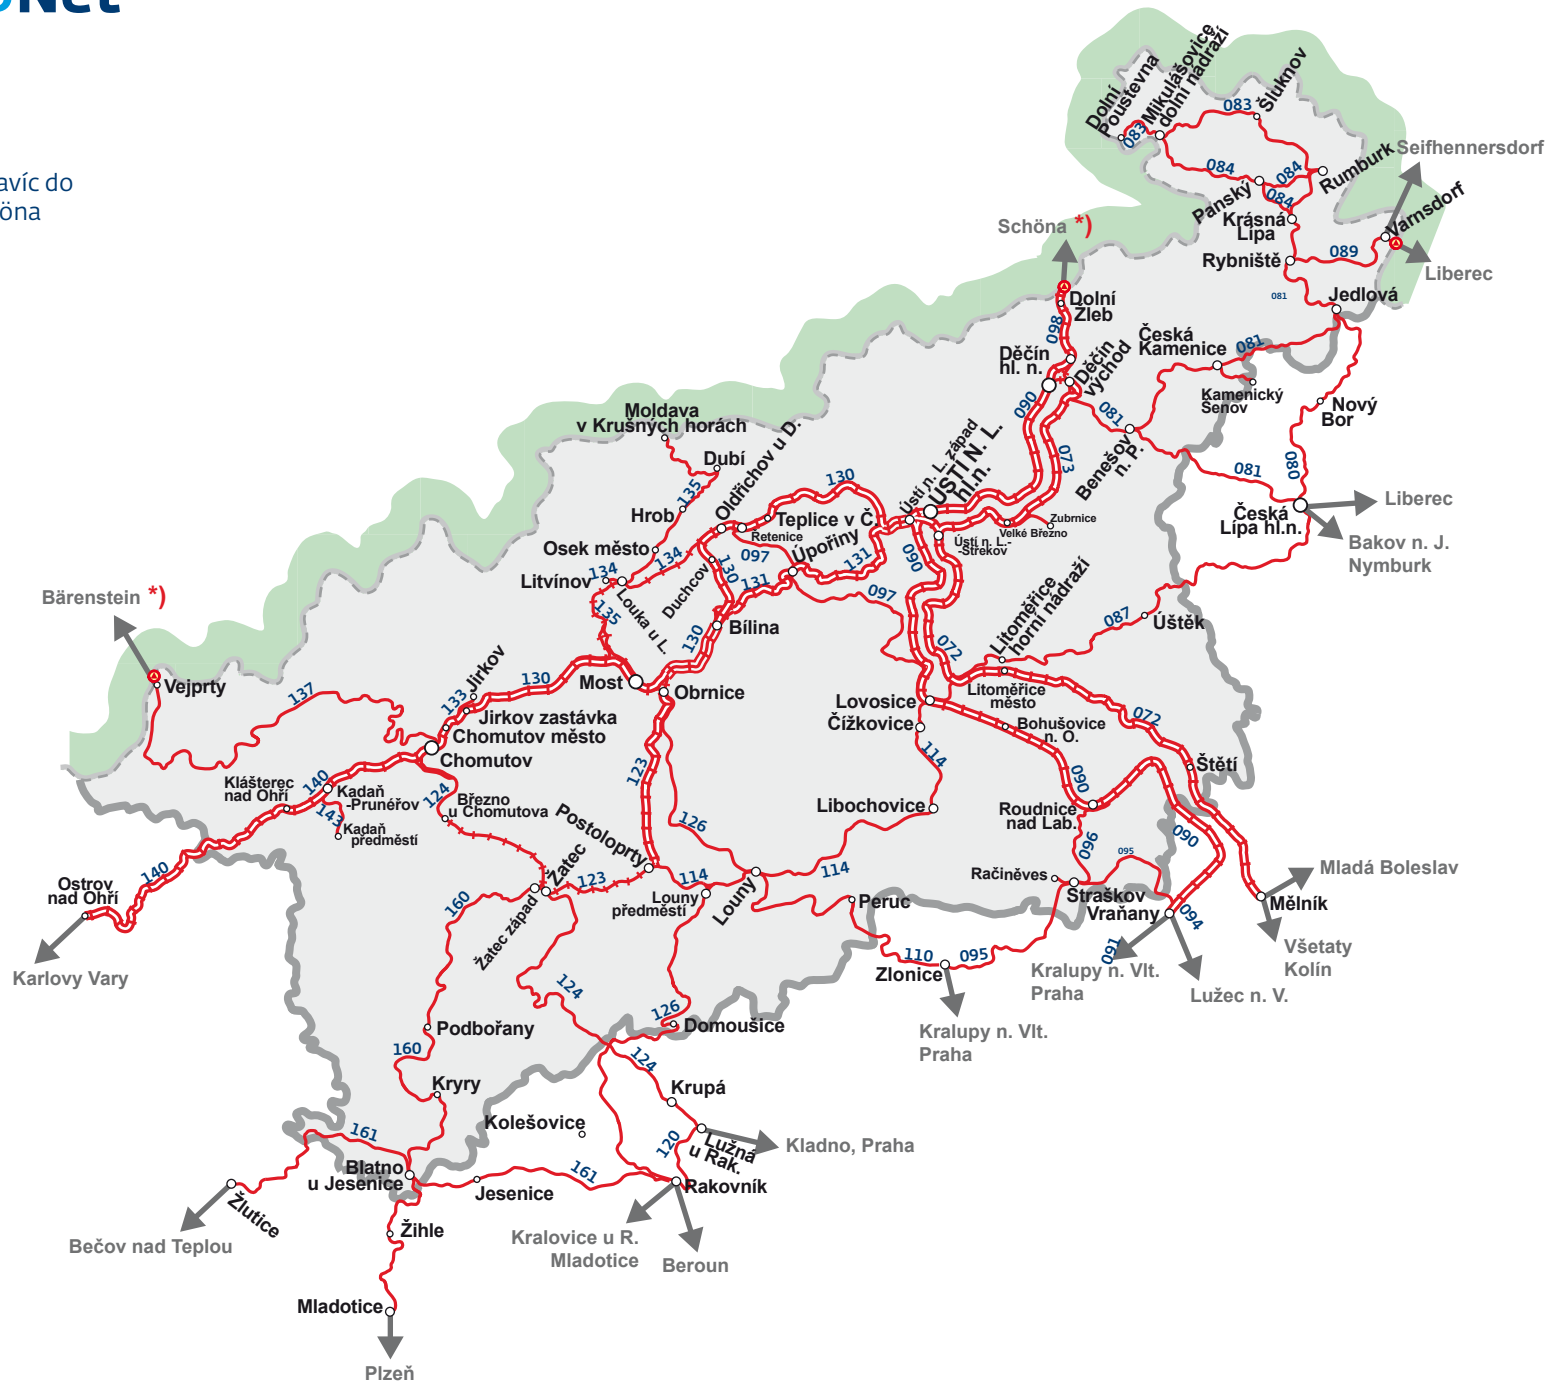 Net
avíc do
öna
Dolní
Poustevna
Mikulášovice
dolní nádraží
Šluknov
083
083
084
084
084
Rumburk
Seifhennersdorf
Panský
Krásná
Lípa
Varnsdorf
Schöna *)
Rybniště
089
Liberec
081
Jedlová
Dolní
Žleb
098
Česká
Kamenice
081
Děčín
hl. n.
Děčín
východ
Kamenický
Šenov
Nový
Bor
090
081
Benešov
n. P.
073
081
080
Liberec
Česká
Lípa hl.n.
Bakov n. J.
Nymburk
Moldava
v Krušných horách
Dubí
135
Hrob
Oldřichov u D.
130
Ústí n. L. západ
ÚSTÍ N. L.
hl.n.
Teplice v Č.
Řetenice
Zubrnice
Velké Březno
Ústí n. L.-
-Střekov
Osek město
134
097
Úpořiny
131
090
Litvínov
134
Duchcov
130
131
097
Louka u L.
135
Litoměřice
horní nádraží
087
Úštěk
Bärenstein *)
Bílina
130
072
Vejprty
137
Jirkov
133
130
Most
Obrnice
Litoměřice
město
Lovosice
Čížkovice
Bohušovice
n. O.
072
Jirkov zastávka
Chomutov město
Chomutov
Štětí
Klášterec
nad Ohří
140
Kadaň
-Prunéřov
124
Březno
u Chomutova
123
114
090
143
Kadaň
předměstí
Libochovice
Roudnice
nad Lab.
090
126
Postoloprty
096
095
140
Ostrov
nad Ohří
Žatec
123
114
114
Račiněves
Mladá Boleslav
160
Louny
předměstí
Louny
Peruc
Straškov
Vraňany
094
Mělník
Žatec západ
Karlovy Vary
110
095
091
Zlonice
Kralupy n. Vlt.
Praha
Všetaty
Kolín
Lužec n. V.
124
126
Domoušice
Kralupy n. Vlt.
Praha
Podbořany
160
124
Kryry
Krupá
Kolešovice
161
120
Lužná
u Rak.
Kladno, Praha
Blatno
u Jesenice
161
Jesenice
Rakovník
Žlutice
Žihle
Bečov nad Teplou
Kralovice u R.
Mladotice
Beroun
Mladotice
Plzeň